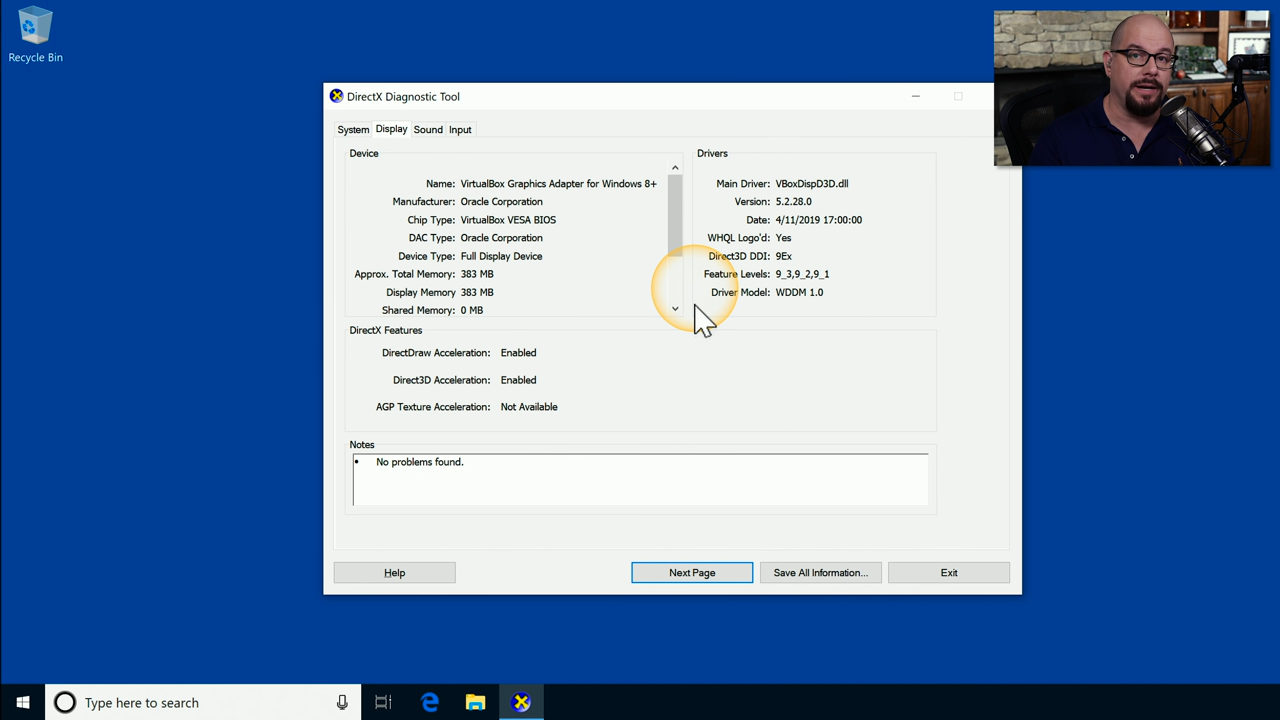 Recycle Bin
DirectX Diagnostic Tool
System Display Sound Input
Device
Name: VirtualBox Graphics Adapter for Windows 8+
Manufacturer: Oracle Corporation
Chip Type: VirtualBox VESA BIOS
DAC Type: Oracle Corporation
Device Type: Full Display Device
Approx. Total Memory: 383 MB
Display Memory 383 MB
Shared Memory: 0 MB
Drivers
Main Driver: VBoxDispD3D.dll
Version: 5.2.28.0
Date: 4/11/2019 17:00:00
WHQL Logo'd: Yes
Direct3D DDI: 9Ex
Feature Levels: 9_3,9_2,9_1
Driver Model: WDDM 1.0
DirectX Features
DirectDraw Acceleration: Enabled
Direct3D Acceleration: Enabled
AGP Texture Acceleration: Not Available
Notes
• No problems found.
Help Next Page Save All Information... Exit
Type here to search